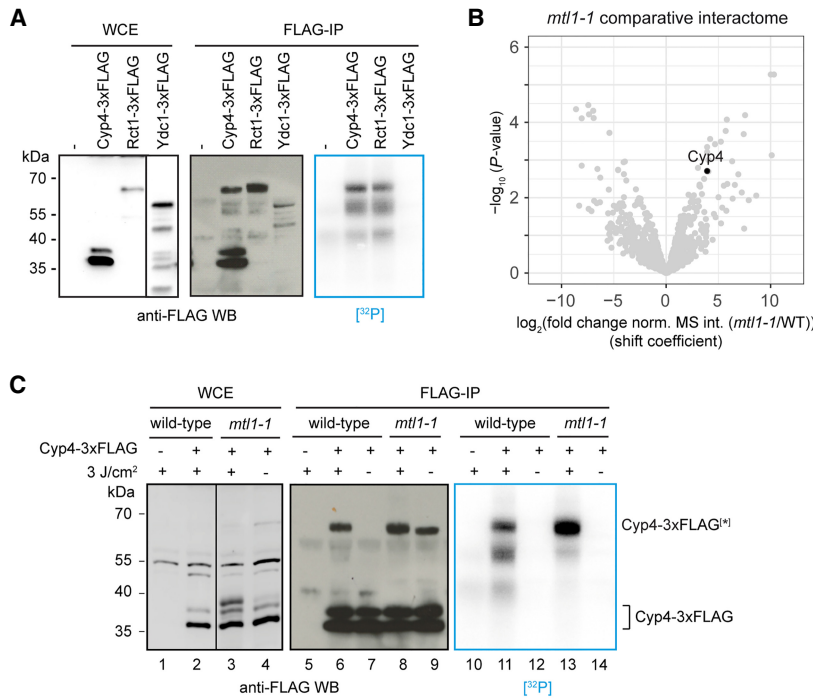 A
WCE
FLAG-IP
-
Cyp4-3xFLAG
Rct1-3xFLAG
Ydc1-3xFLAG
-
Cyp4-3xFLAG
Rct1-3xFLAG
Ydc1-3xFLAG
-
Cyp4-3xFLAG
Rct1-3xFLAG
Ydc1-3xFLAG
kDa
70 -
55 -
40 -
35 -
anti-FLAG WB
[³²P]
B
mtl1-1 comparative interactome
−log₁₀ (P-value)
6
4
2
0
Cyp4
−10 −5 0 5 10
log₂(fold change norm. MS int. (mtl1-1/WT))
(shift coefficient)
C
WCE FLAG-IP
wild-type mtl1-1 wild-type mtl1-1 wild-type mtl1-1
Cyp4-3xFLAG - + + + - + + + + - + + + +
3 J/cm² + + + - + + - + - + + - + -
kDa
70 -
55 -
40 -
35 -
Cyp4-3xFLAG[*]
Cyp4-3xFLAG
1 2 3 4 5 6 7 8 9 10 11 12 13 14
anti-FLAG WB [³²P]